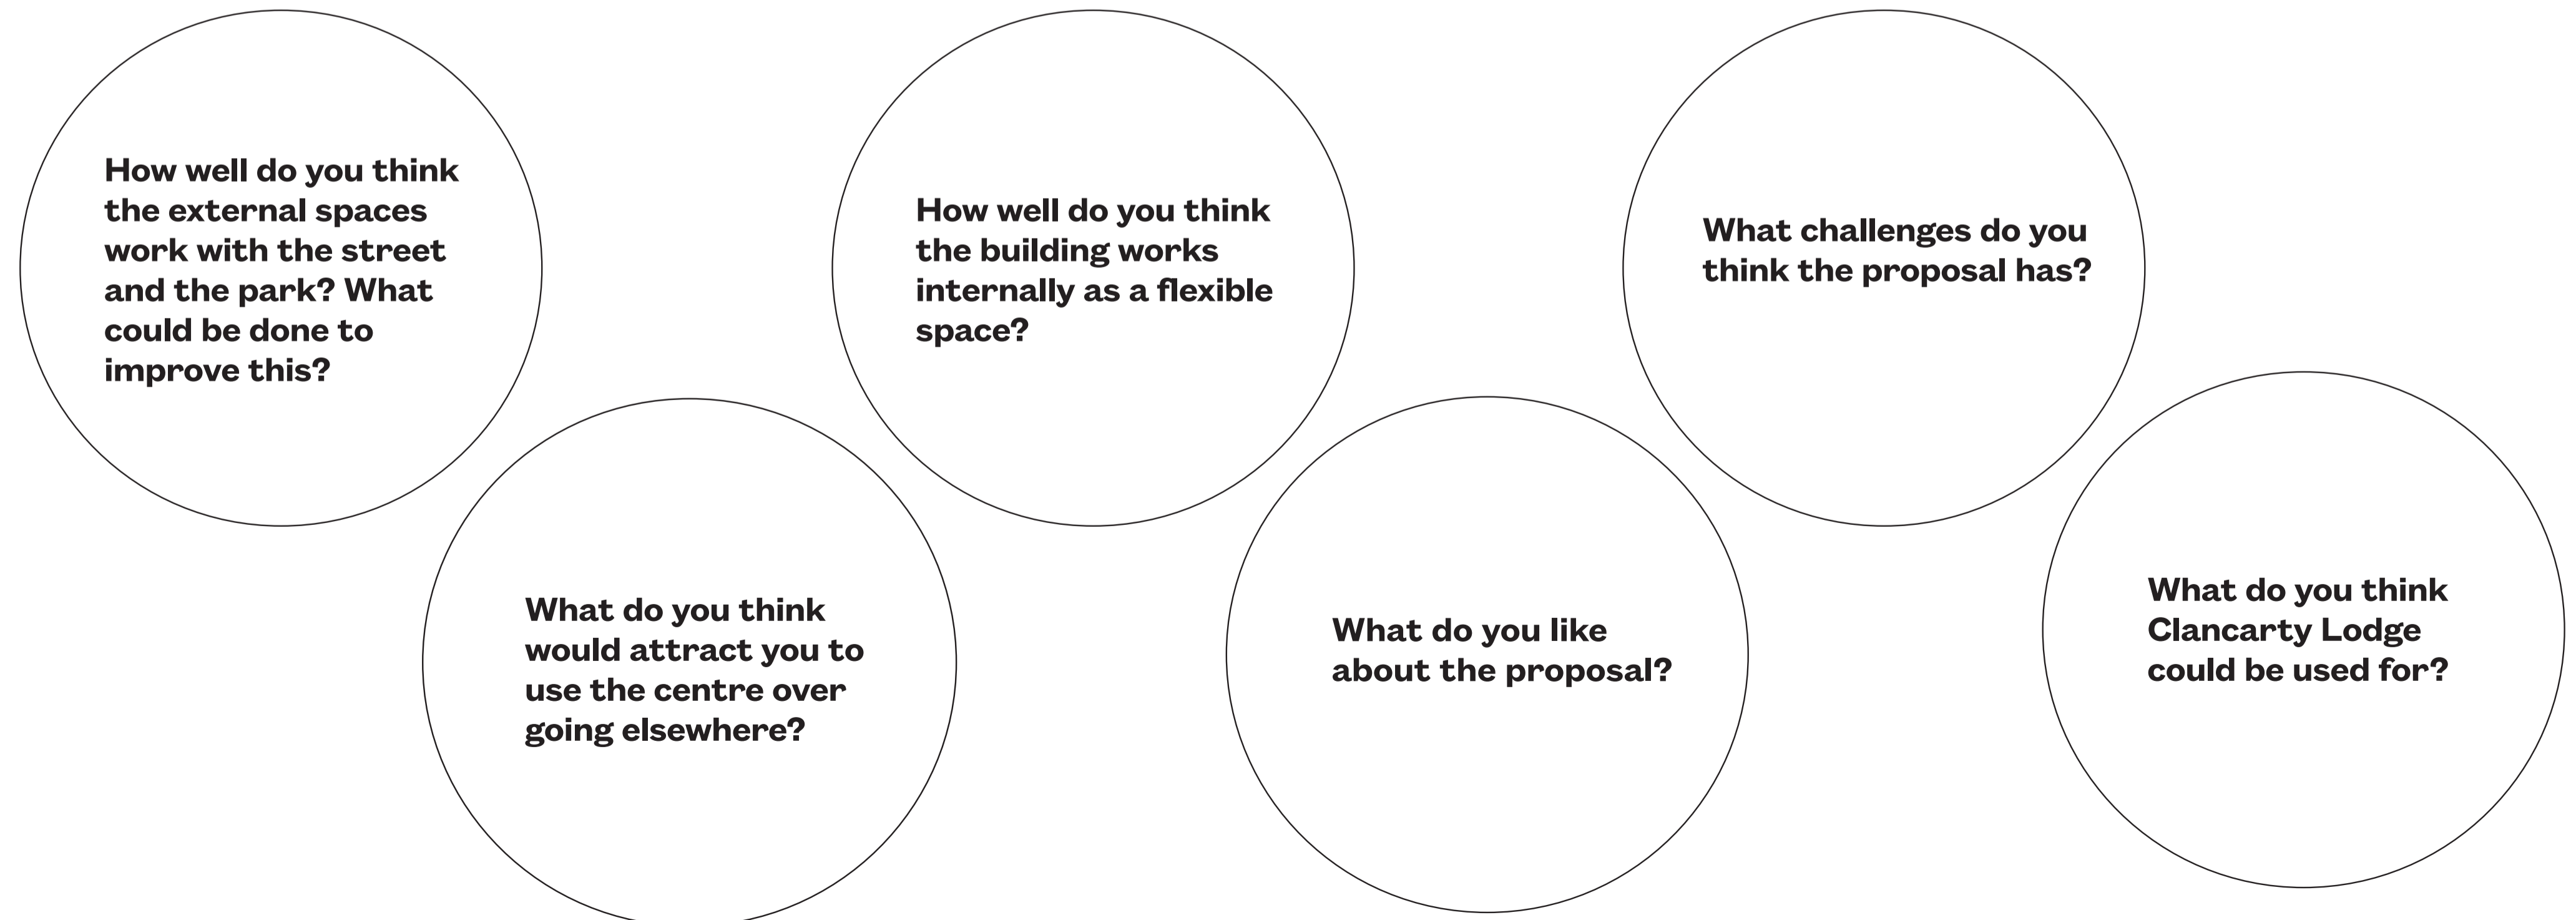 How well do you think
the external spaces
work with the street
and the park? What
could be done to
improve this?
What do you think
would attract you to
use the centre over
going elsewhere?
How well do you think
the building works
internally as a flexible
space?
What do you like
about the proposal?
What challenges do you
think the proposal has?
What do you think
Clancarty Lodge
could be used for?